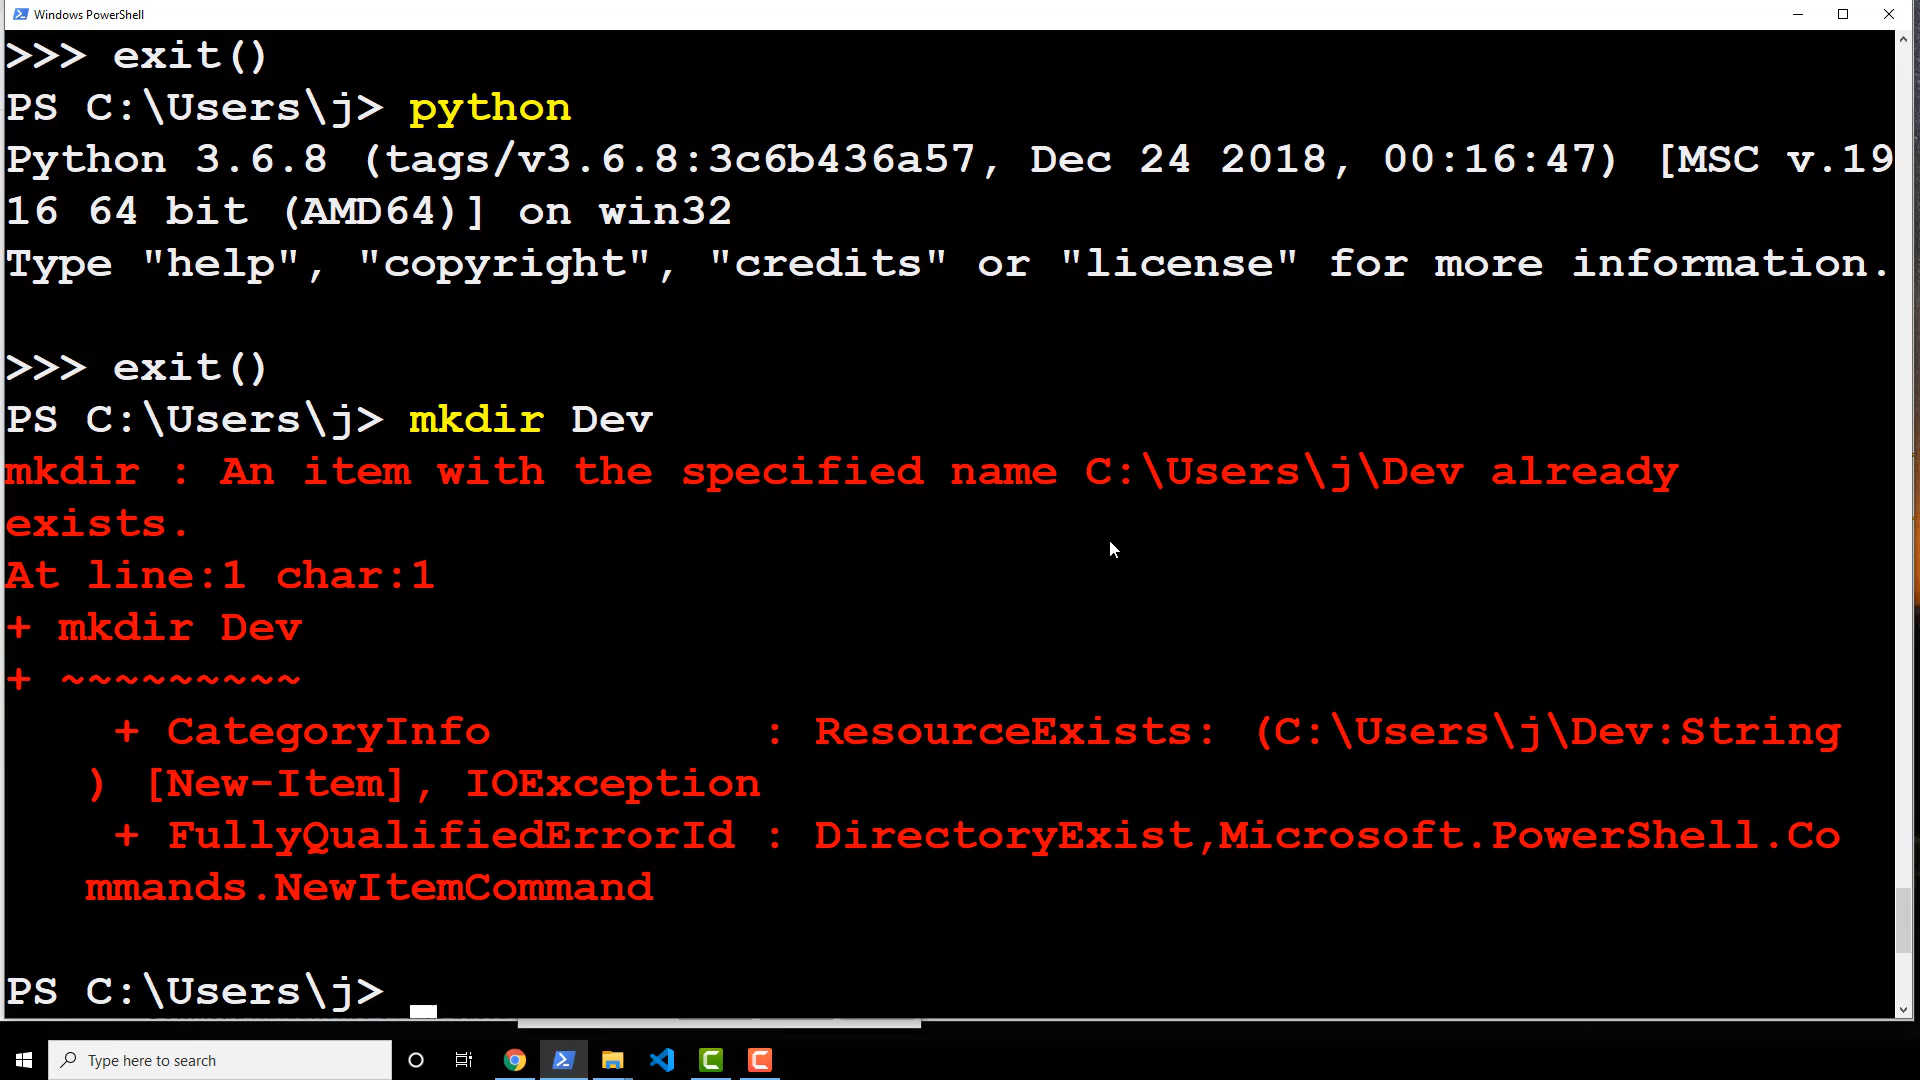 Windows PowerShell
>>> exit()
PS C:\Users\j> python
Python 3.6.8 (tags/v3.6.8:3c6b436a57, Dec 24 2018, 00:16:47) [MSC v.19
16 64 bit (AMD64)] on win32
Type "help", "copyright", "credits" or "license" for more information.
>>> exit()
PS C:\Users\j> mkdir Dev
mkdir : An item with the specified name C:\Users\j\Dev already
exists.
At line:1 char:1
+ mkdir Dev
+ ~~~~~~~~~
+ CategoryInfo : ResourceExists: (C:\Users\j\Dev:String
) [New-Item], IOException
+ FullyQualifiedErrorId : DirectoryExist,Microsoft.PowerShell.Co
mmands.NewItemCommand
PS C:\Users\j>
Type here to search